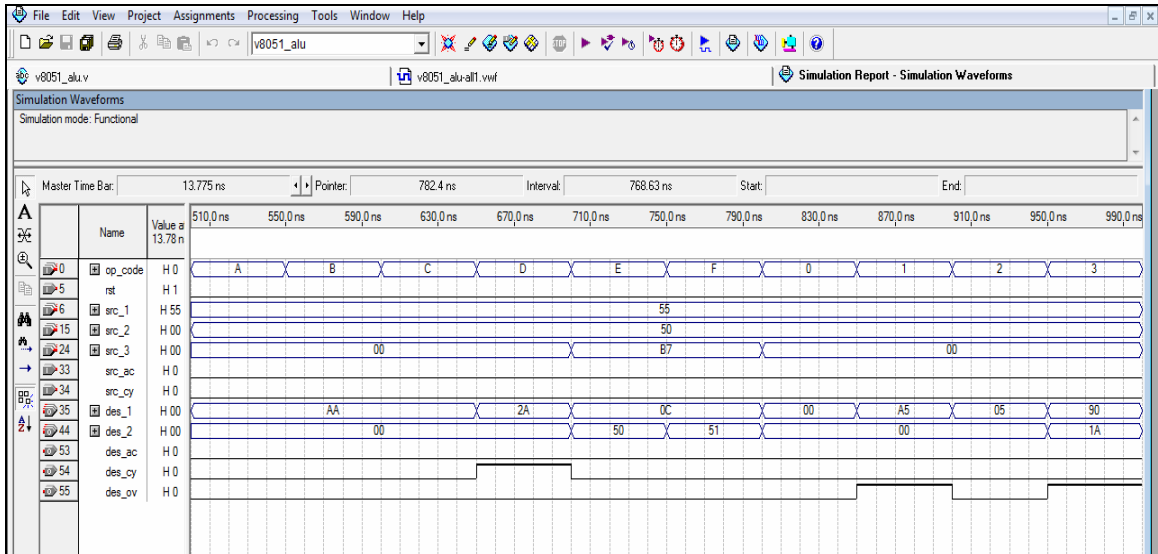 File Edit View Project Assignments Processing Tools Window Help
v8051_alu
abc v8051_alu.v v8051_alu-all1.vwf Simulation Report - Simulation Waveforms
Simulation Waveforms
Simulation mode: Functional
Master Time Bar: 13.775 ns Pointer: 782.4 ns Interval: 768.63 ns Start: End:
Name Value a 13.78 n 510.0 ns 550.0 ns 590.0 ns 630.0 ns 670.0 ns 710.0 ns 750.0 ns 790.0 ns 830.0 ns 870.0 ns 910.0 ns 950.0 ns 990.0 ns
0 op_code H 0 A B C D E F 0 1 2 3
5 rst H 1
6 src_1 H 55 55
15 src_2 H 00 50
24 src_3 H 00 00 B7 00
33 src_ac H 0
34 src_cy H 0
35 des_1 H 00 AA 2A 0C 00 A5 05 90
44 des_2 H 00 00 50 51 00 1A
53 des_ac H 0
54 des_cy H 0
55 des_ov H 0